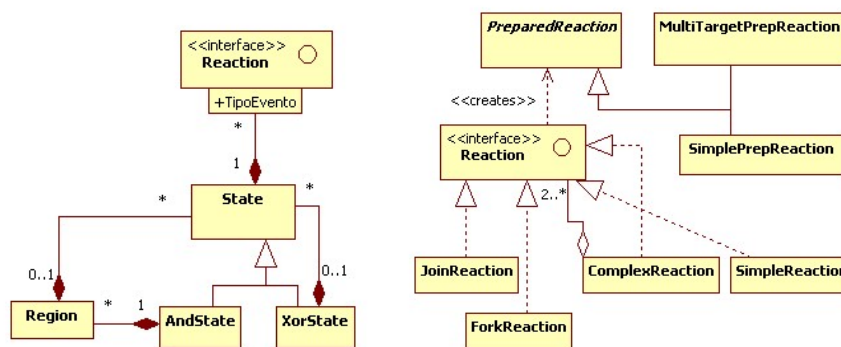 <<interface>>
Reaction
+TipoEvento
*
1
State
*
*
0..1
0..1
Region
*
1
AndState
XorState
PreparedReaction
MultiTargetPrepReaction
<<creates>>
<<interface>>
Reaction
SimplePrepReaction
2..*
JoinReaction
ComplexReaction
SimpleReaction
ForkReaction